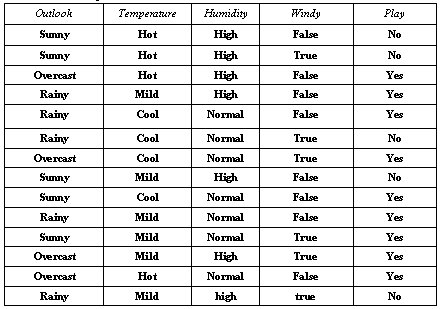 Outlook Temperature Humidity Windy Play
Sunny Hot High False No
Sunny Hot High True No
Overcast Hot High False Yes
Rainy Mild High False Yes
Rainy Cool Normal False Yes
Rainy Cool Normal True No
Overcast Cool Normal True Yes
Sunny Mild High False No
Sunny Cool Normal False Yes
Rainy Mild Normal False Yes
Sunny Mild Normal True Yes
Overcast Mild High True Yes
Overcast Hot Normal False Yes
Rainy Mild high true No